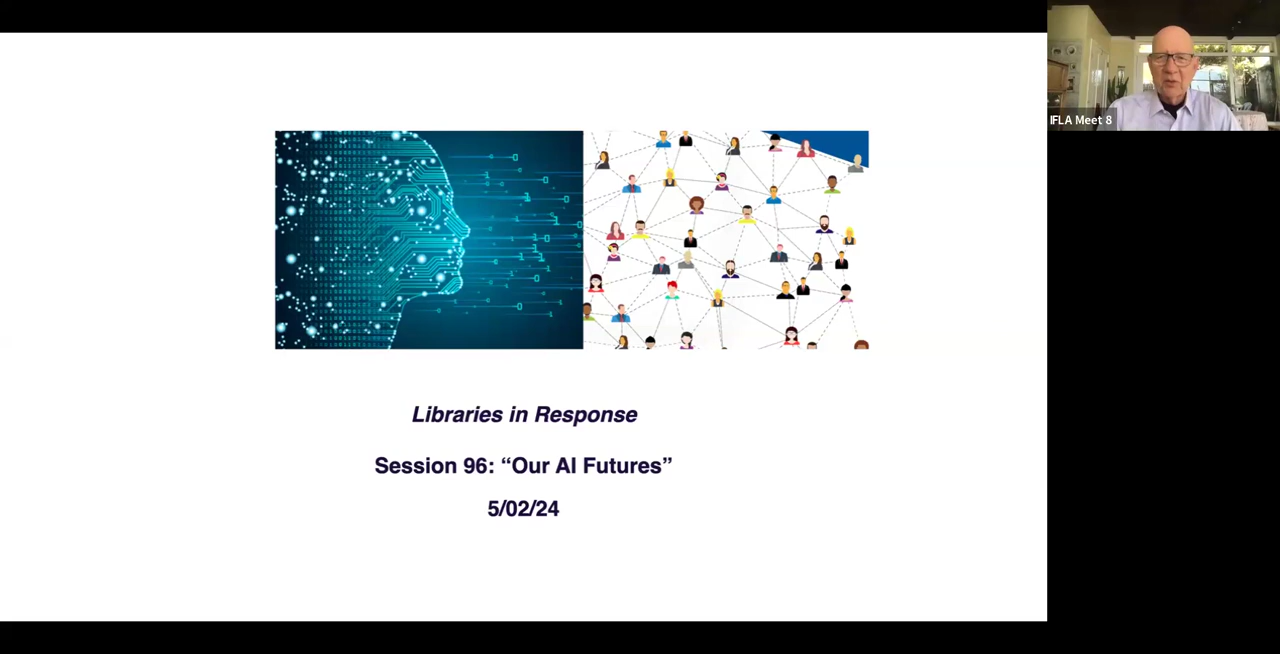 Libraries in Response
Session 96: “Our AI Futures”
5/02/24
IFLA Meet 8